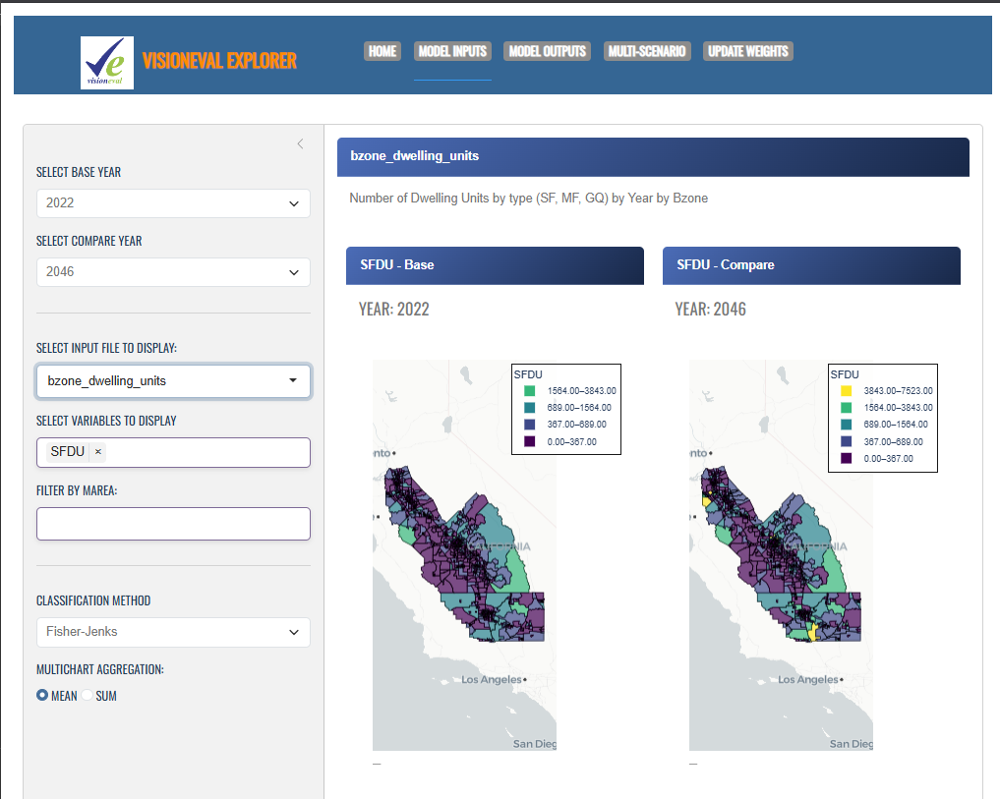 visioneval
VISIONEVAL EXPLORER
HOME
MODEL INPUTS
MODEL OUTPUTS
MULTI-SCENARIO
UPDATE WEIGHTS
SELECT BASE YEAR
2022
SELECT COMPARE YEAR
2046
SELECT INPUT FILE TO DISPLAY:
bzone_dwelling_units
SELECT VARIABLES TO DISPLAY
SFDU ×
FILTER BY MAREA:
CLASSIFICATION METHOD
Fisher-Jenks
MULTICHART AGGREGATION:
MEAN SUM
bzone_dwelling_units
Number of Dwelling Units by type (SF, MF, GQ) by Year by Bzone
SFDU - Base
YEAR: 2022
SFDU
1564.00–3843.00
689.00–1564.00
367.00–689.00
0.00–367.00
nto
CALIFORNIA
Los Angeles
San Dieg
SFDU - Compare
YEAR: 2046
SFDU
3843.00–7523.00
1564.00–3843.00
689.00–1564.00
367.00–689.00
0.00–367.00
nto
CALIFORNIA
Los Angeles
San Dieg